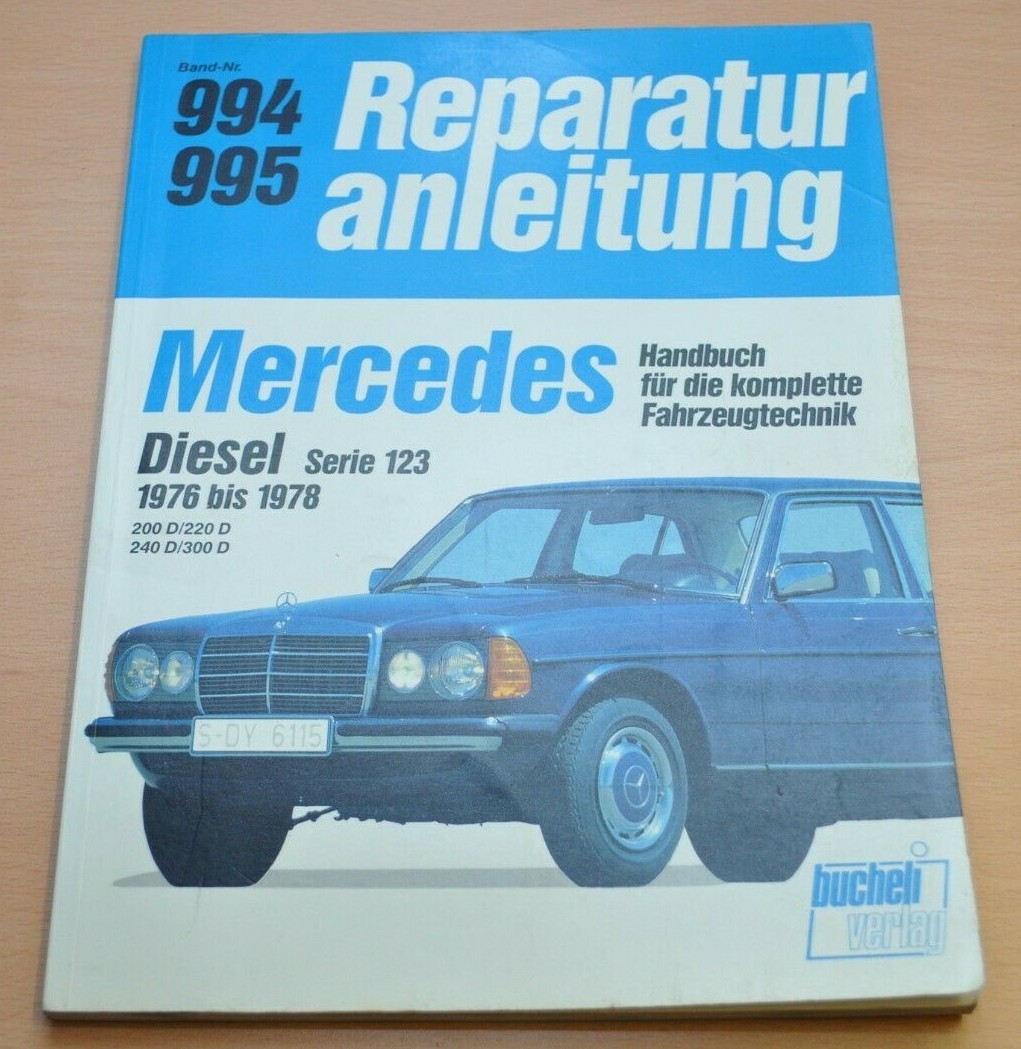 Band-Nr.
994
995
Reparatur
anleitung
Mercedes
Handbuch
für die komplette
Fahrzeugtechnik
Diesel Serie 123
1976 bis 1978
200 D/220 D
240 D/300 D
S-DY 6115
bucheli
verlag